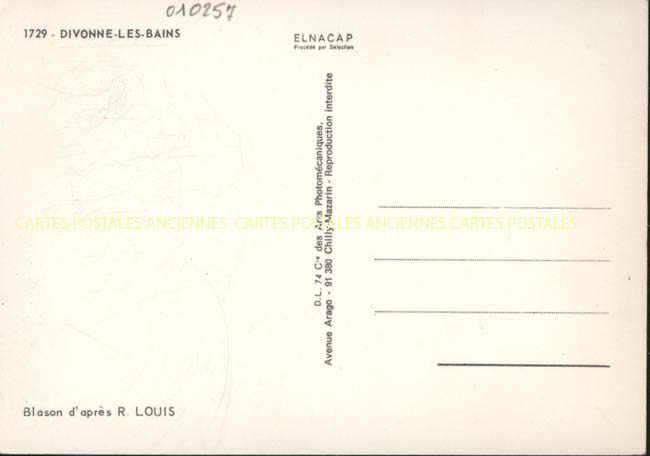 010257
1729 - DIVONNE-LES-BAINS
ELNACAP
Procédé par Sélection
D.L. 74 Cie des Arts Photomécaniques.
Avenue Arago - 91 380 Chilly-Mazarin - Reproduction interdite
CARTES POSTALES ANCIENNES CARTES POSTALES ANCIENNES CARTES POSTALES
Blason d'après R. LOUIS